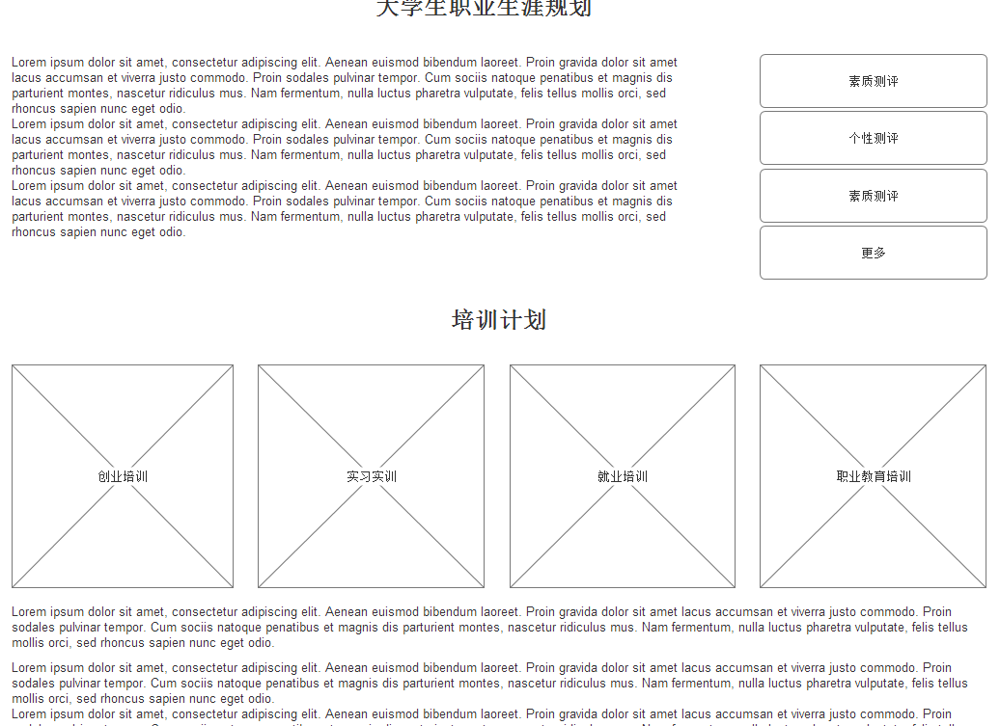 大学生职业生涯规划
Lorem ipsum dolor sit amet, consectetur adipiscing elit. Aenean euismod bibendum laoreet. Proin gravida dolor sit amet
lacus accumsan et viverra justo commodo. Proin sodales pulvinar tempor. Cum sociis natoque penatibus et magnis dis
parturient montes, nascetur ridiculus mus. Nam fermentum, nulla luctus pharetra vulputate, felis tellus mollis orci, sed
rhoncus sapien nunc eget odio.
Lorem ipsum dolor sit amet, consectetur adipiscing elit. Aenean euismod bibendum laoreet. Proin gravida dolor sit amet
lacus accumsan et viverra justo commodo. Proin sodales pulvinar tempor. Cum sociis natoque penatibus et magnis dis
parturient montes, nascetur ridiculus mus. Nam fermentum, nulla luctus pharetra vulputate, felis tellus mollis orci, sed
rhoncus sapien nunc eget odio.
Lorem ipsum dolor sit amet, consectetur adipiscing elit. Aenean euismod bibendum laoreet. Proin gravida dolor sit amet
lacus accumsan et viverra justo commodo. Proin sodales pulvinar tempor. Cum sociis natoque penatibus et magnis dis
parturient montes, nascetur ridiculus mus. Nam fermentum, nulla luctus pharetra vulputate, felis tellus mollis orci, sed
rhoncus sapien nunc eget odio.
素质测评
个性测评
素质测评
更多
培训计划
创业培训
实习实训
就业培训
职业教育培训
Lorem ipsum dolor sit amet, consectetur adipiscing elit. Aenean euismod bibendum laoreet. Proin gravida dolor sit amet lacus accumsan et viverra justo commodo. Proin
sodales pulvinar tempor. Cum sociis natoque penatibus et magnis dis parturient montes, nascetur ridiculus mus. Nam fermentum, nulla luctus pharetra vulputate, felis tellus
mollis orci, sed rhoncus sapien nunc eget odio.
Lorem ipsum dolor sit amet, consectetur adipiscing elit. Aenean euismod bibendum laoreet. Proin gravida dolor sit amet lacus accumsan et viverra justo commodo. Proin
sodales pulvinar tempor. Cum sociis natoque penatibus et magnis dis parturient montes, nascetur ridiculus mus. Nam fermentum, nulla luctus pharetra vulputate, felis tellus
mollis orci, sed rhoncus sapien nunc eget odio.
Lorem ipsum dolor sit amet, consectetur adipiscing elit. Aenean euismod bibendum laoreet. Proin gravida dolor sit amet lacus accumsan et viverra justo commodo. Proin